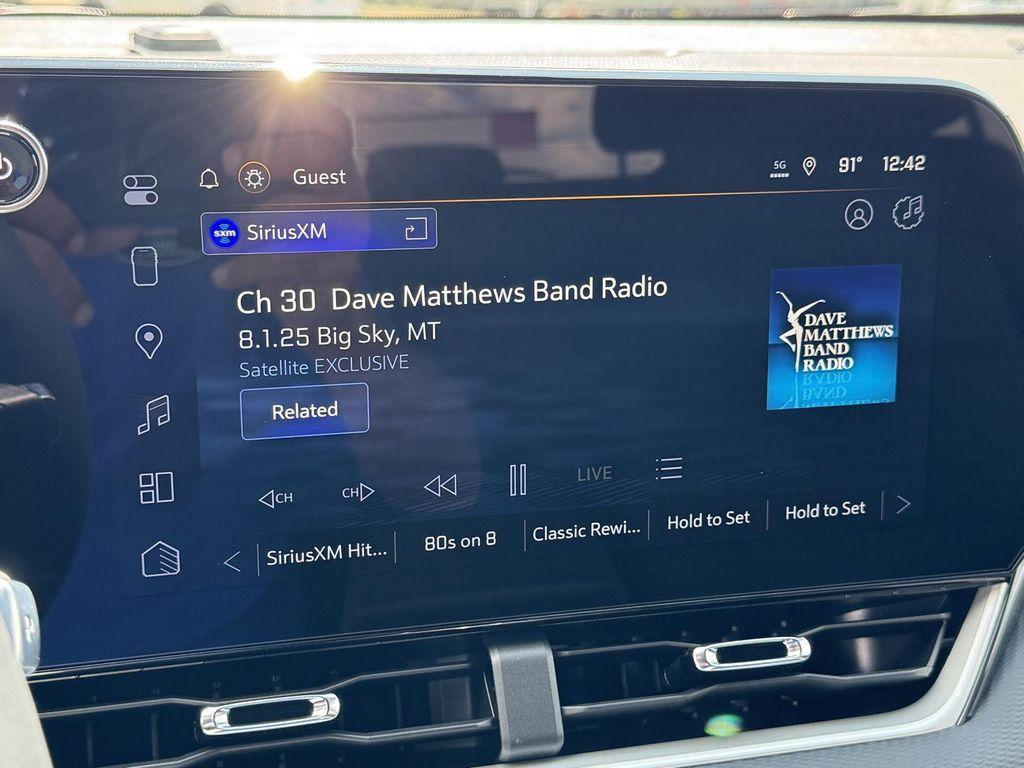 Guest
5G 91° 12:42
sxm SiriusXM
Ch 30 Dave Matthews Band Radio
8.1.25 Big Sky, MT
Satellite EXCLUSIVE
Related
DAVE
MATTHEWS
BAND
RADIO
CH CH LIVE
SiriusXM Hit... 80s on 8 Classic Rewi... Hold to Set Hold to Set